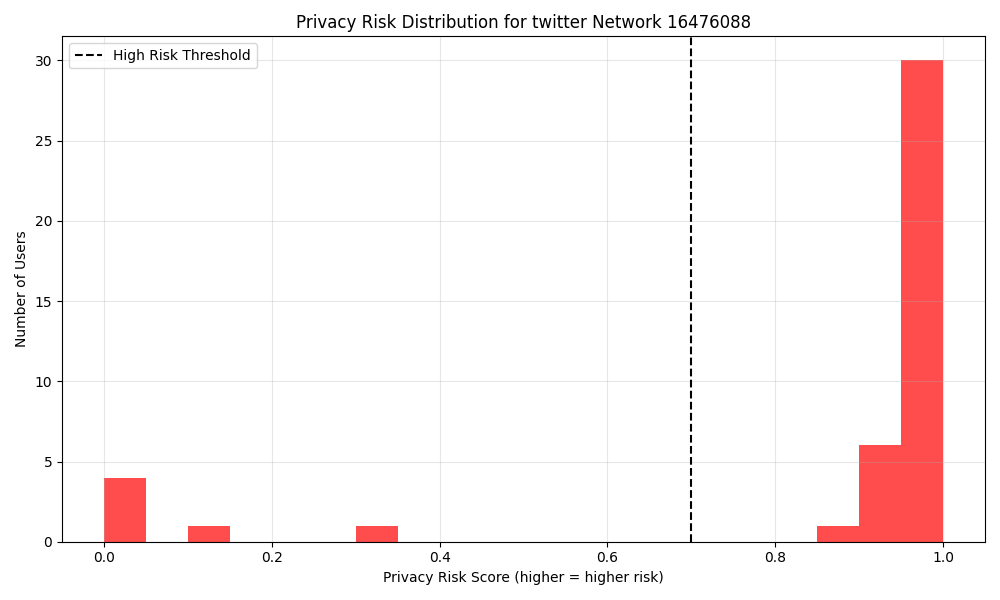 Privacy Risk Distribution for twitter Network 16476088
High Risk Threshold
30
25
20
15
10
5
0
Number of Users
0.0 0.2 0.4 0.6 0.8 1.0
Privacy Risk Score (higher = higher risk)